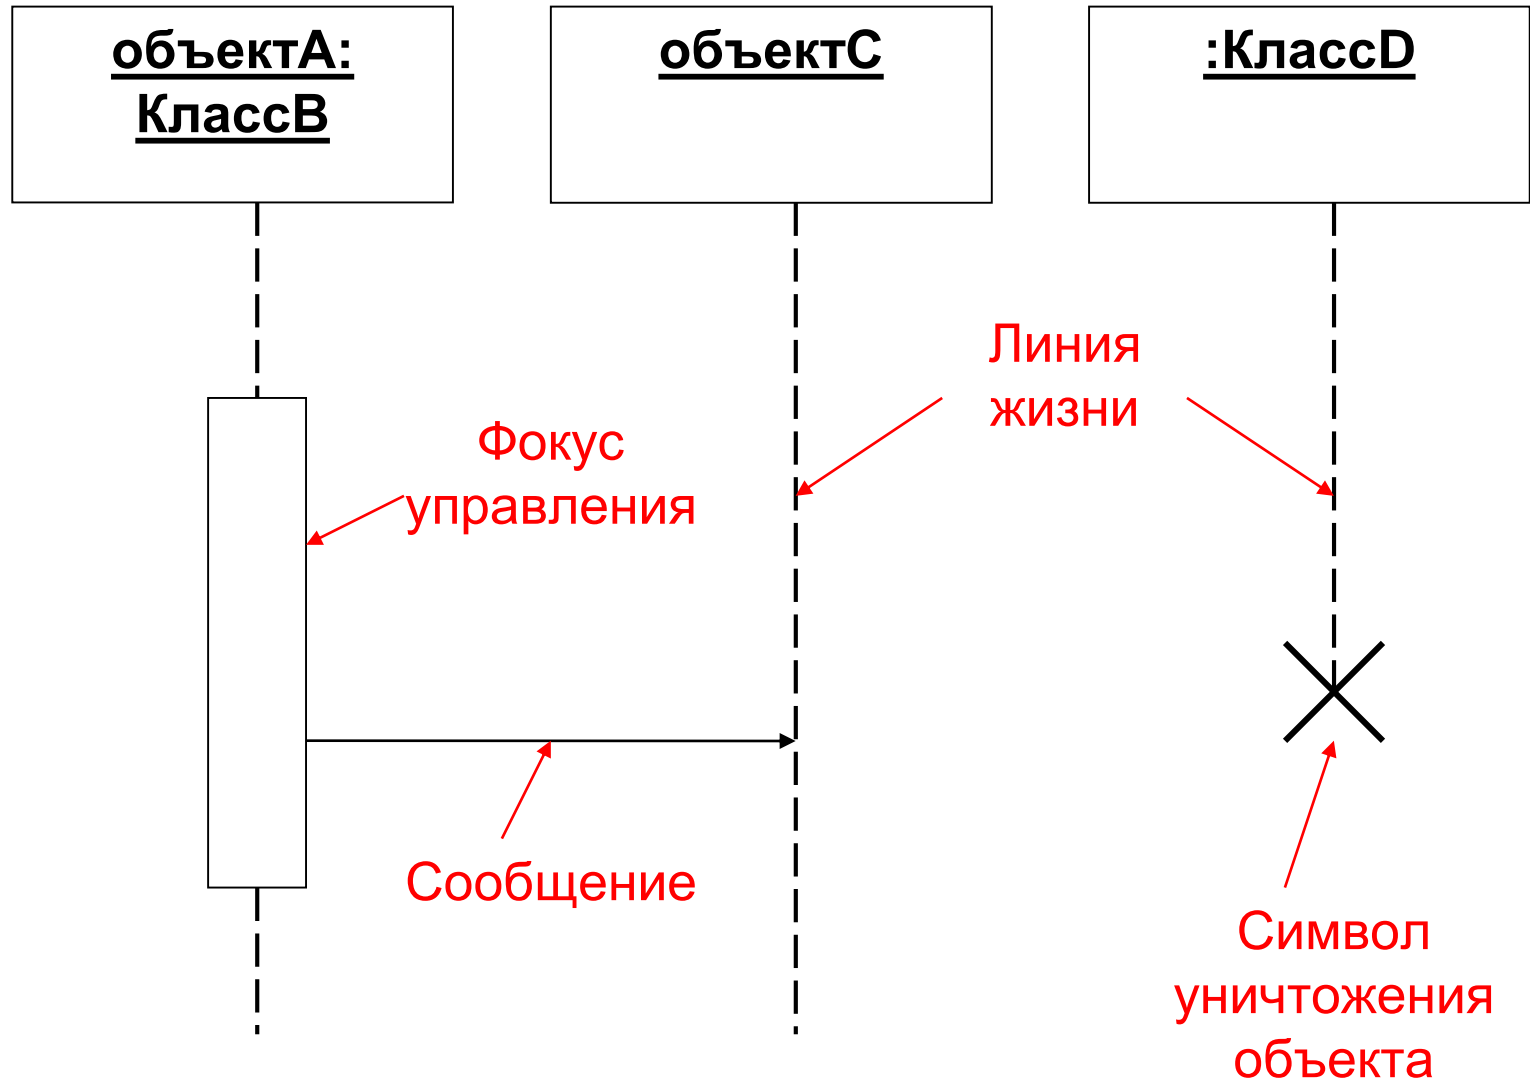 объектА:
КлассВ
объектС
:КлассD
Линия
жизни
Фокус
управления
Сообщение
Символ
уничтожения
объекта